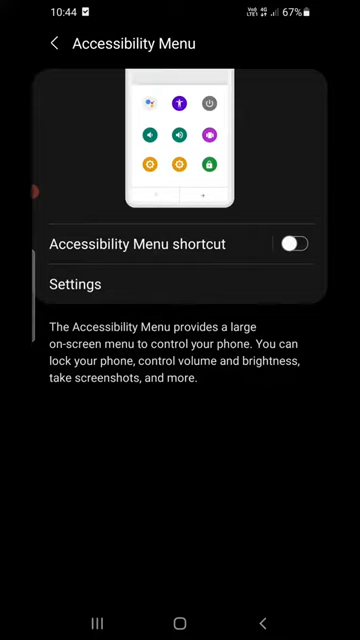 10:44 67%
Accessibility Menu
Accessibility Menu shortcut
Settings
The Accessibility Menu provides a large
on-screen menu to control your phone. You can
lock your phone, control volume and brightness,
take screenshots, and more.